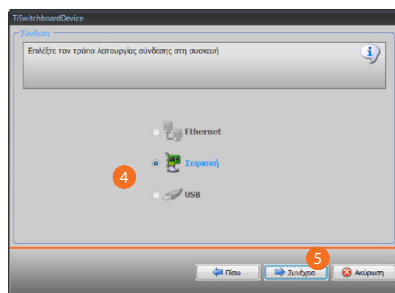 TiSwitchboardDevice
Σύνδεση
Επιλέξτε τον τρόπο λειτουργίας σύνδεσης στη συσκευή
Ethernet
Σειριακή
4
USB
5
Πίσω
Συνέχεια
Ακύρωση